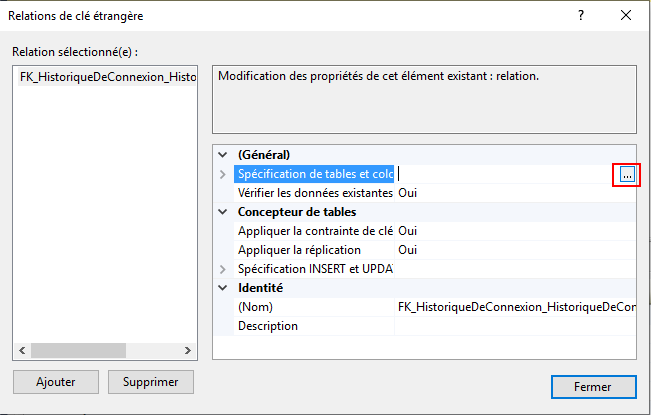 Relations de clé étrangère
Relation sélectionné(e) :
FK_HistoriqueDeConnexion_Histo
Modification des propriétés de cet élément existant : relation.
(Général)
Spécification de tables et colo
...
Vérifier les données existantes Oui
Concepteur de tables
Appliquer la contrainte de clé Oui
Appliquer la réplication Oui
Spécification INSERT et UPDA
Identité
(Nom) FK_HistoriqueDeConnexion_HistoriqueDeCon
Description
Ajouter
Supprimer
Fermer